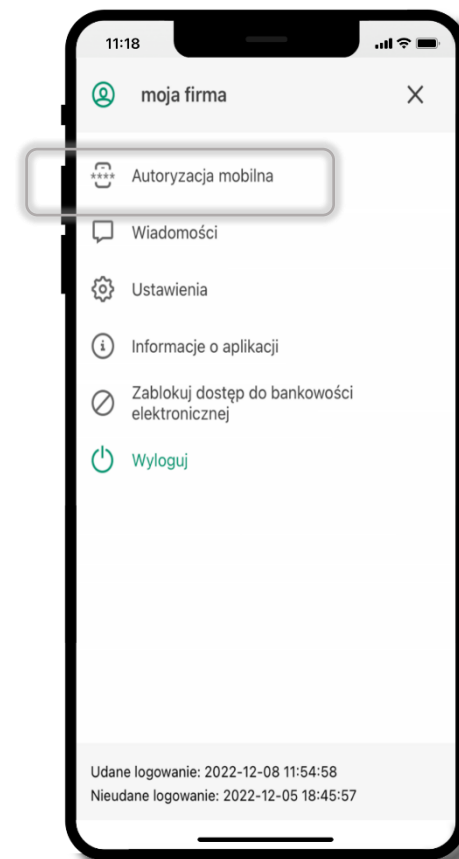 11:18
moja firma
****
Autoryzacja mobilna
Wiadomości
Ustawienia
Informacje o aplikacji
Zablokuj dostęp do bankowości
elektronicznej
Wyloguj
Udane logowanie: 2022-12-08 11:54:58
Nieudane logowanie: 2022-12-05 18:45:57